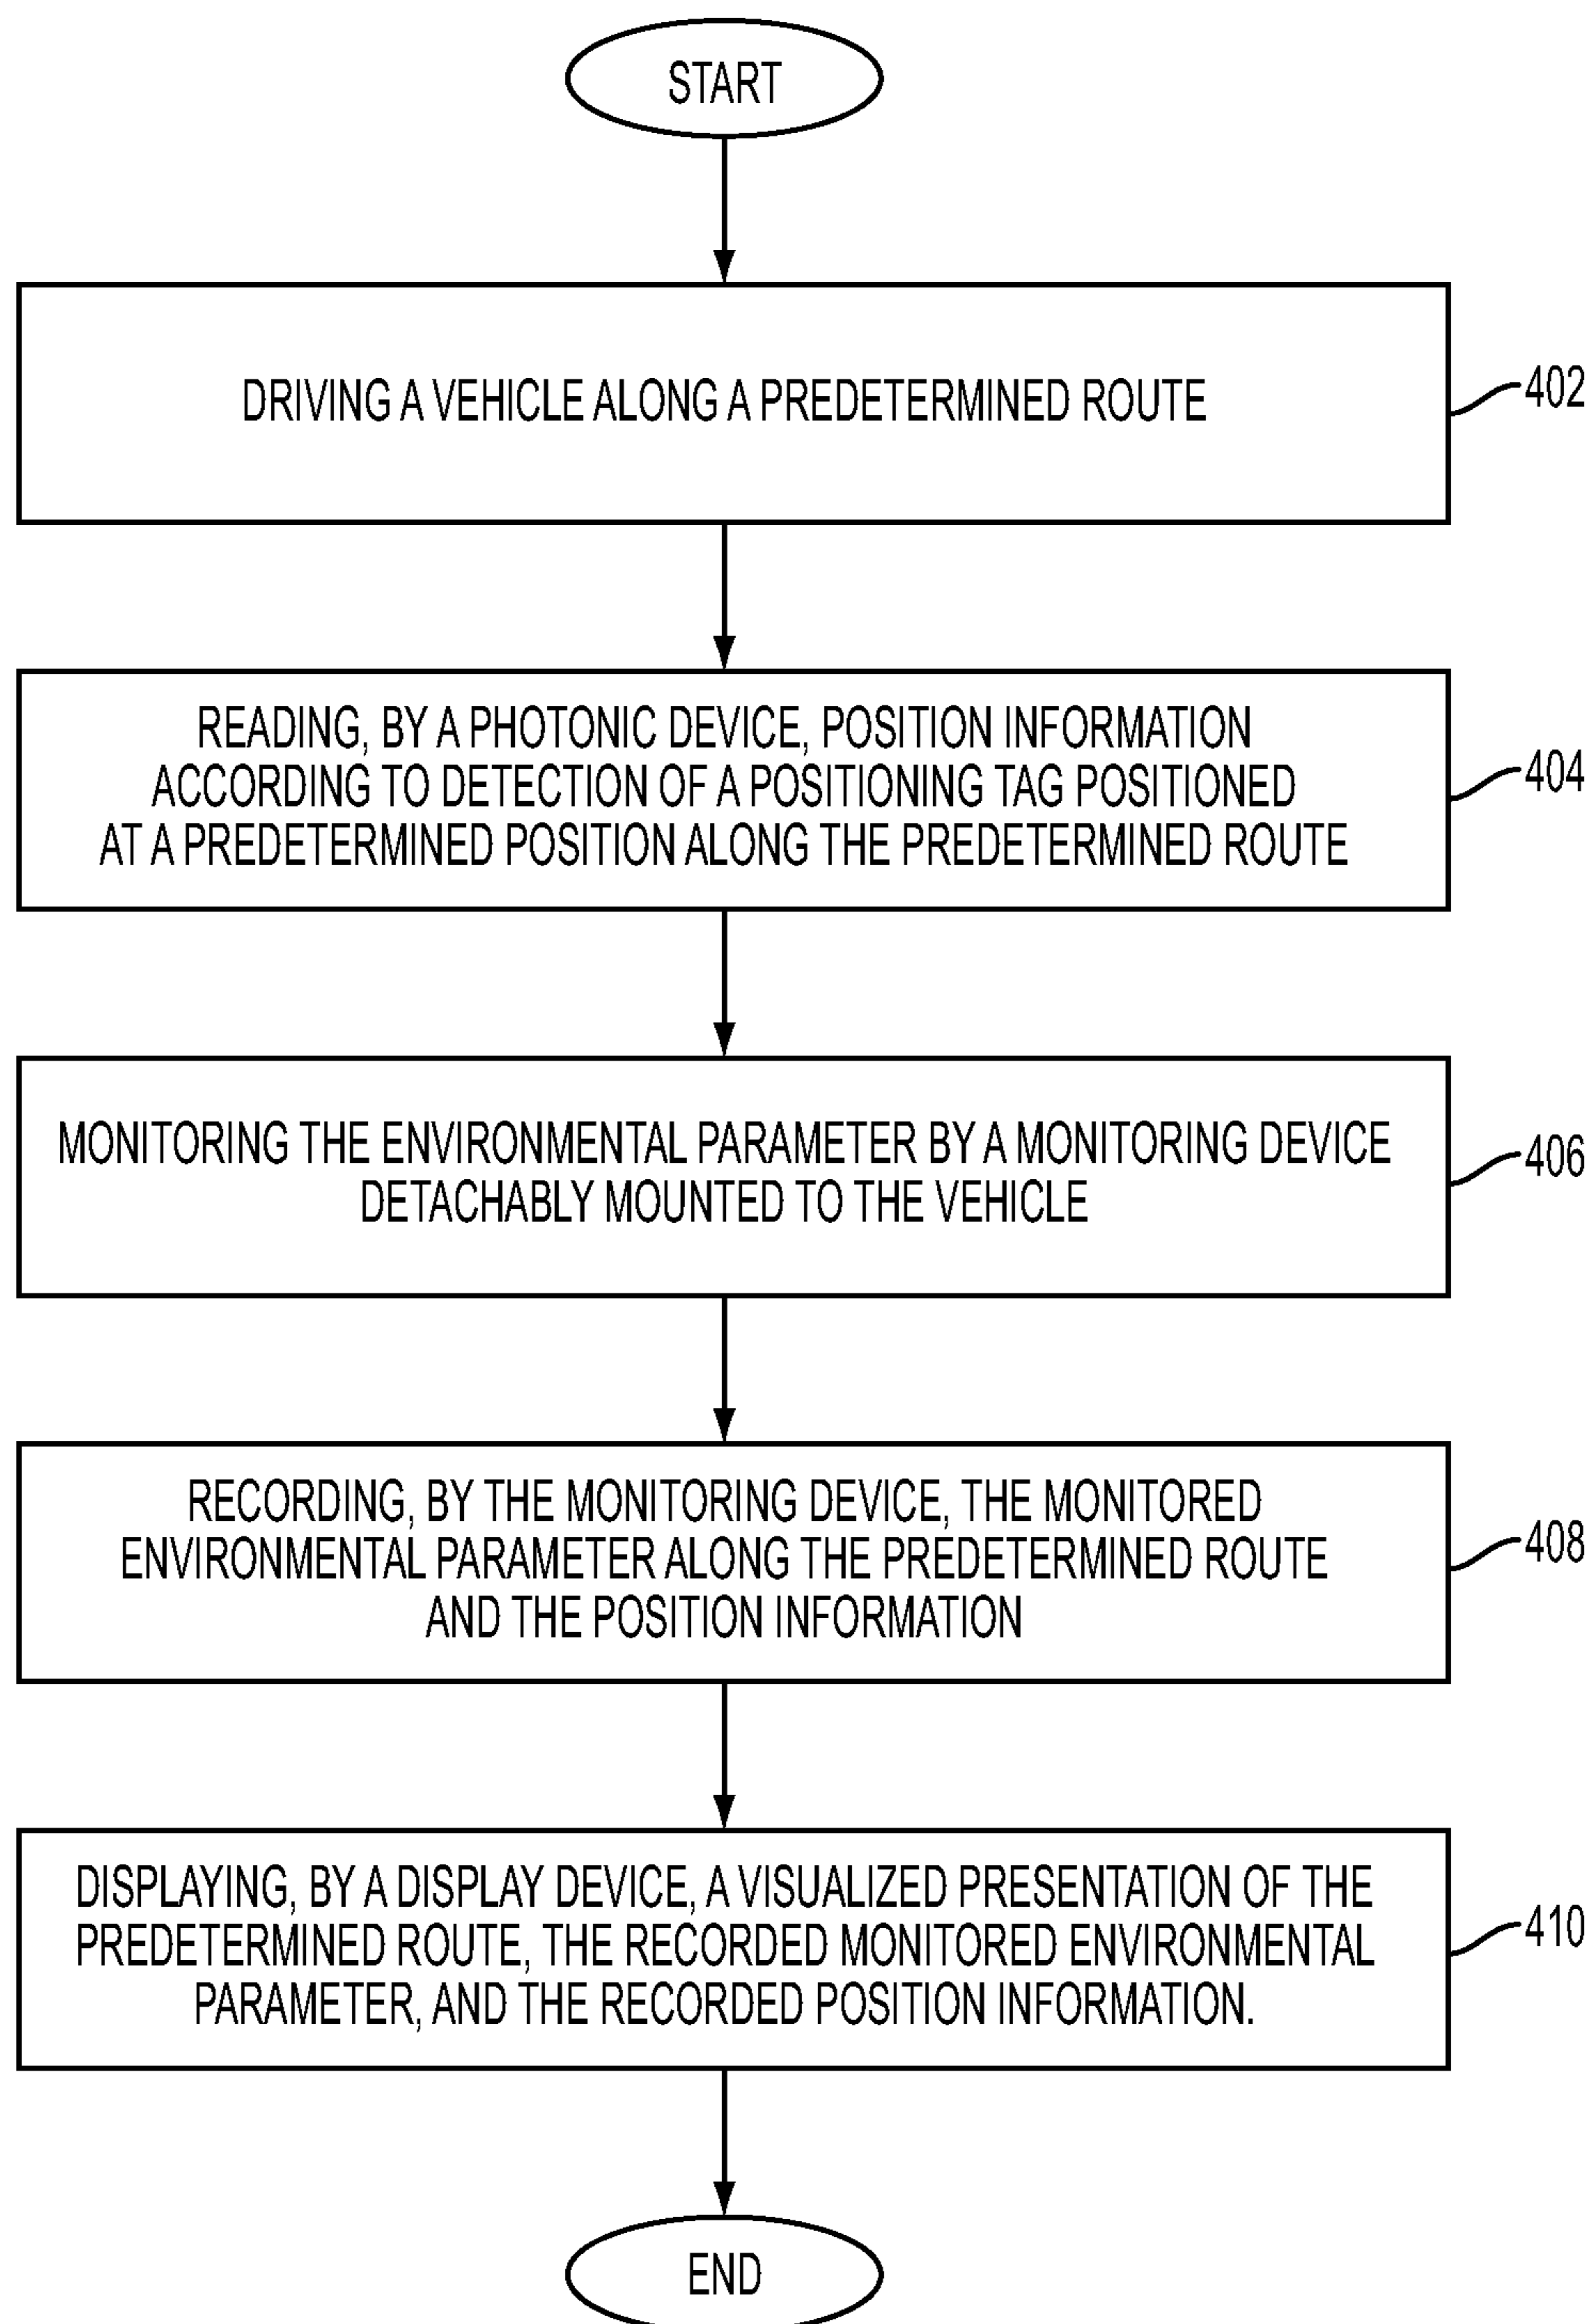 START
DRIVING A VEHICLE ALONG A PREDETERMINED ROUTE
402
READING, BY A PHOTONIC DEVICE, POSITION INFORMATION
ACCORDING TO DETECTION OF A POSITIONING TAG POSITIONED
AT A PREDETERMINED POSITION ALONG THE PREDETERMINED ROUTE
404
MONITORING THE ENVIRONMENTAL PARAMETER BY A MONITORING DEVICE
DETACHABLY MOUNTED TO THE VEHICLE
406
RECORDING, BY THE MONITORING DEVICE, THE MONITORED
ENVIRONMENTAL PARAMETER ALONG THE PREDETERMINED ROUTE
AND THE POSITION INFORMATION
408
DISPLAYING, BY A DISPLAY DEVICE, A VISUALIZED PRESENTATION OF THE
PREDETERMINED ROUTE, THE RECORDED MONITORED ENVIRONMENTAL
PARAMETER, AND THE RECORDED POSITION INFORMATION.
410
END